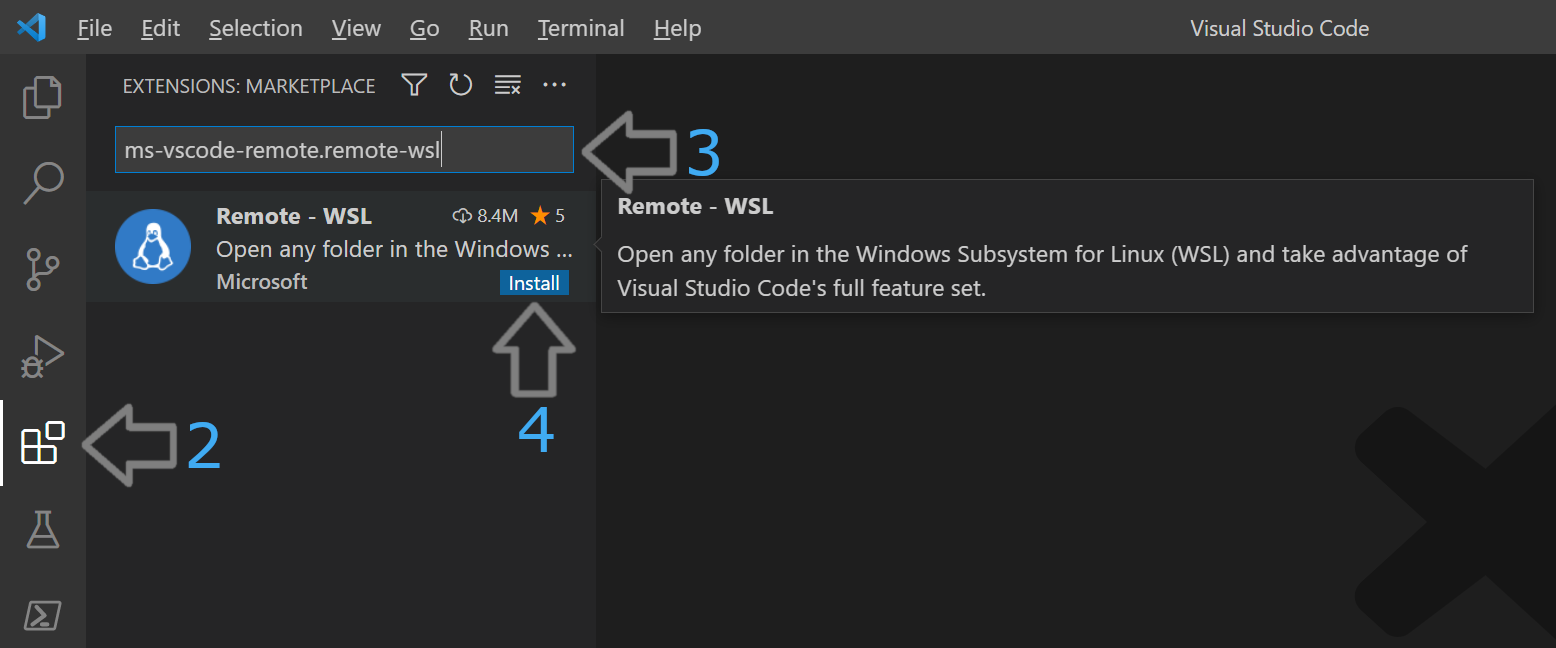 File Edit Selection View Go Run Terminal Help Visual Studio Code
EXTENSIONS: MARKETPLACE
ms-vscode-remote.remote-wsl
3
Remote - WSL 8.4M 5
Open any folder in the Windows ...
Microsoft Install
Remote - WSL
Open any folder in the Windows Subsystem for Linux (WSL) and take advantage of
Visual Studio Code's full feature set.
4
2